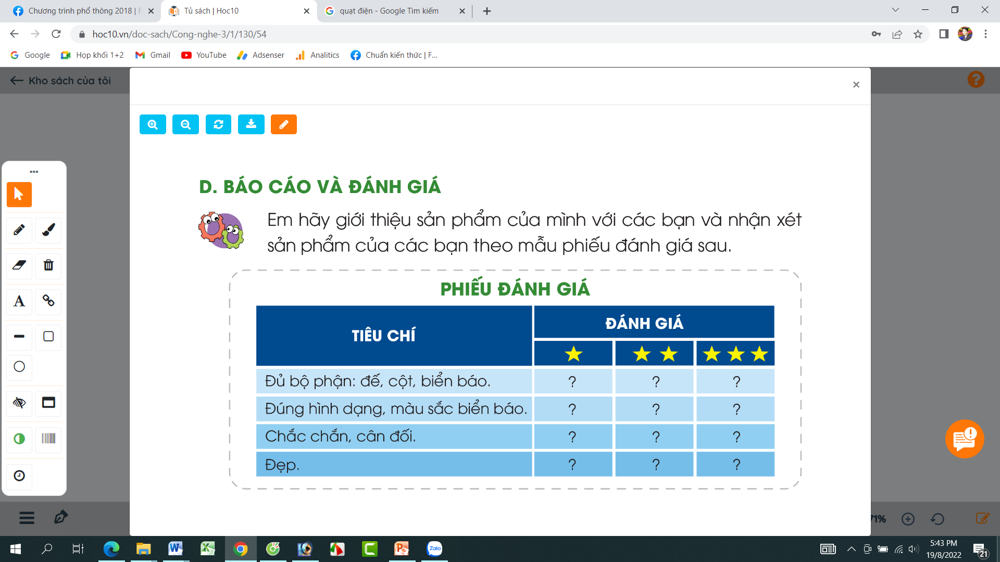 Chương trình phổ thông 2018 | F
Tủ sách | Hoc10
quạt điện - Google Tìm kiếm
hoc10.vn/doc-sach/Cong-nghe-3/1/130/54
Google
Họp khối 1+2
Gmail
YouTube
Adsenser
Analitics
Chuẩn kiến thức | F...
Kho sách của tôi
D. BÁO CÁO VÀ ĐÁNH GIÁ
Em hãy giới thiệu sản phẩm của mình với các bạn và nhận xét
sản phẩm của các bạn theo mẫu phiếu đánh giá sau.
PHIẾU ĐÁNH GIÁ
TIÊU CHÍ
ĐÁNH GIÁ
Đủ bộ phận: đế, cột, biển báo. ? ? ?
Đúng hình dạng, màu sắc biển báo. ? ? ?
Chắc chắn, cân đối. ? ? ?
Đẹp. ? ? ?
71%
Zalo
5:43 PM
19/8/2022
21